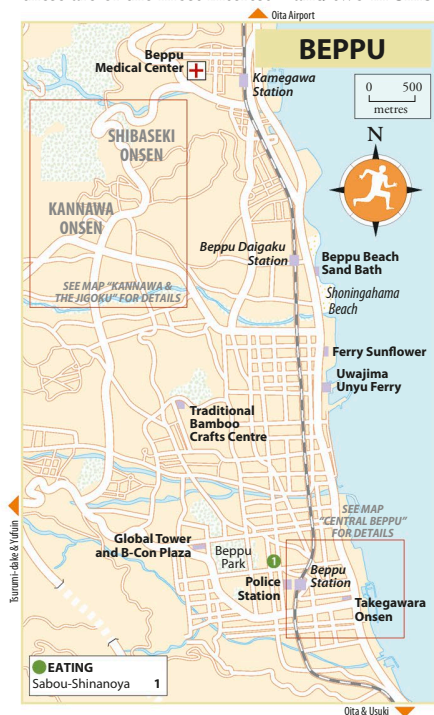 Oita Airport
BEPPU
0 500
metres
N
Beppu
Medical Center
Kamegawa
Station
SHIBASEKI
ONSEN
KANNAWA
ONSEN
SEE MAP “KANNAWA &
THE JIGOKU” FOR DETAILS
Beppu Daigaku
Station
Beppu Beach
Sand Bath
Shoningahama
Beach
Ferry Sunflower
Uwajima
Unyu Ferry
Traditional
Bamboo
Crafts Centre
SEE MAP
“CENTRAL BEPPU”
FOR DETAILS
Tsurumi-dake & Yufuin
Global Tower
and B-Con Plaza
Beppu
Park
1
Police
Station
Beppu
Station
Takegawara
Onsen
EATING
Sabou-Shinanoya 1
Oita & Usuki